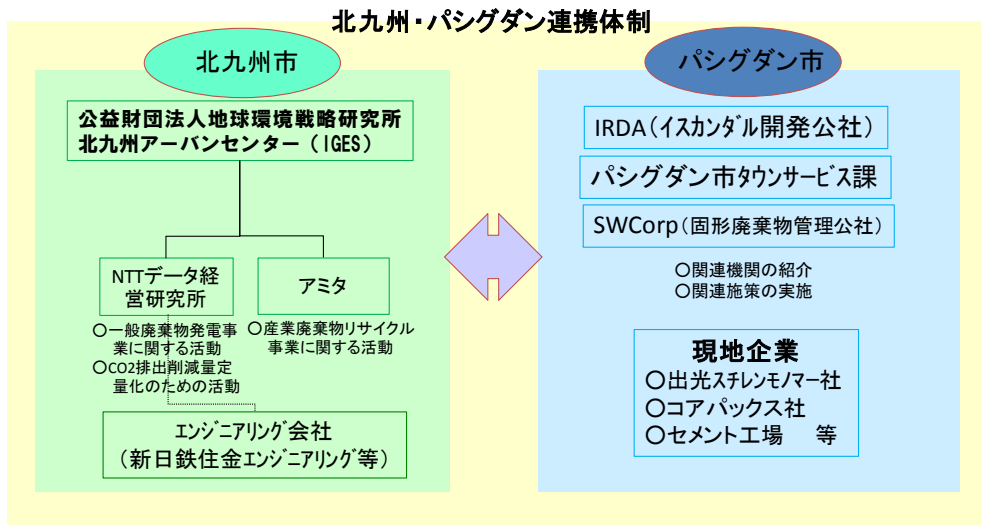 北九州・パシグダン連携体制
北九州市
公益財団法人地球環境戦略研究所
北九州アーバンセンター（IGES）
NTTデータ経
営研究所
〇一般廃棄物発電事
業に関する活動
〇CO2排出削減量定
量化のための活動
アミタ
〇産業廃棄物リサイクル
事業に関する活動
ｴﾝｼﾞﾆｱﾘﾝｸﾞ会社
（新日鉄住金ｴﾝｼﾞﾆｱﾘﾝｸﾞ等）
パシグダン市
IRDA（ｲｽｶﾝﾀﾞﾙ開発公社）
パシグダン市ﾀｳﾝｻｰﾋﾞｽ課
SWCorp（固形廃棄物管理公社）
〇関連機関の紹介
〇関連施策の実施
現地企業
〇出光ｽﾁﾚﾝﾓﾉﾏｰ社
〇コアパックス社
〇セメント工場　等